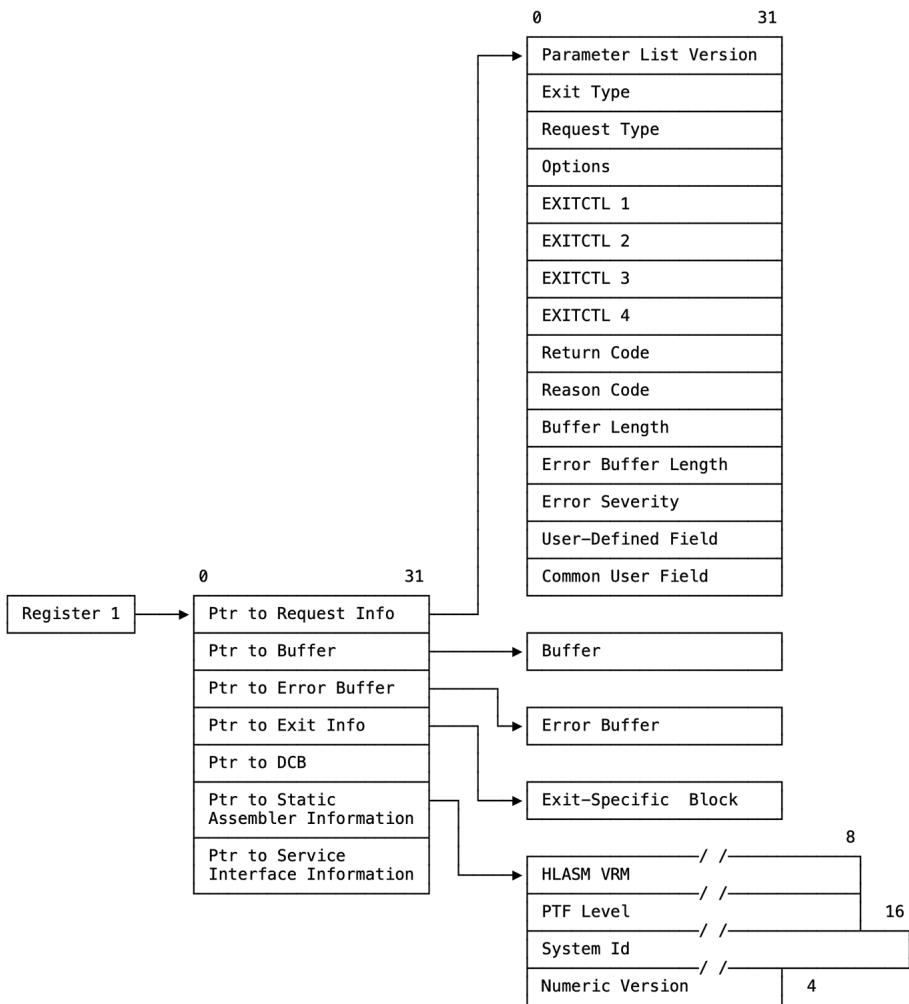 0 31
Parameter List Version
Exit Type
Request Type
Options
EXITCTL 1
EXITCTL 2
EXITCTL 3
EXITCTL 4
Return Code
Reason Code
Buffer Length
Error Buffer Length
Error Severity
User-Defined Field
Common User Field
0 31
Register 1
Ptr to Request Info
Ptr to Buffer
Ptr to Error Buffer
Ptr to Exit Info
Ptr to DCB
Ptr to Static
Assembler Information
Ptr to Service
Interface Information
Buffer
Error Buffer
Exit-Specific Block
8
/ /
HLASM VRM
/ /
PTF Level 16
/ /
System Id
/ /
Numeric Version 4